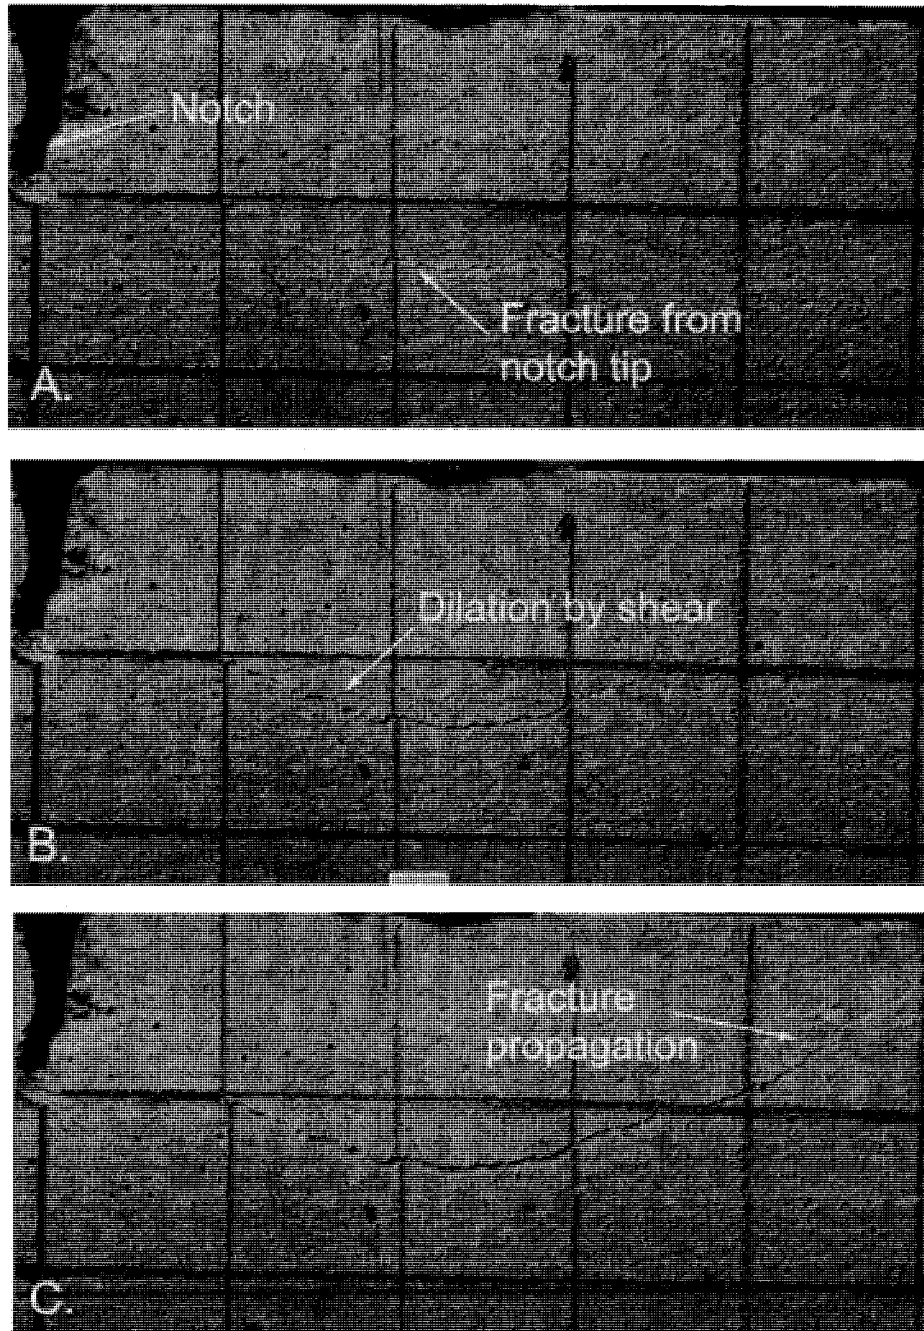 Notch
Fracture from
notch tip
A.
Dilation by shear
B.
Fracture
propagation
C.